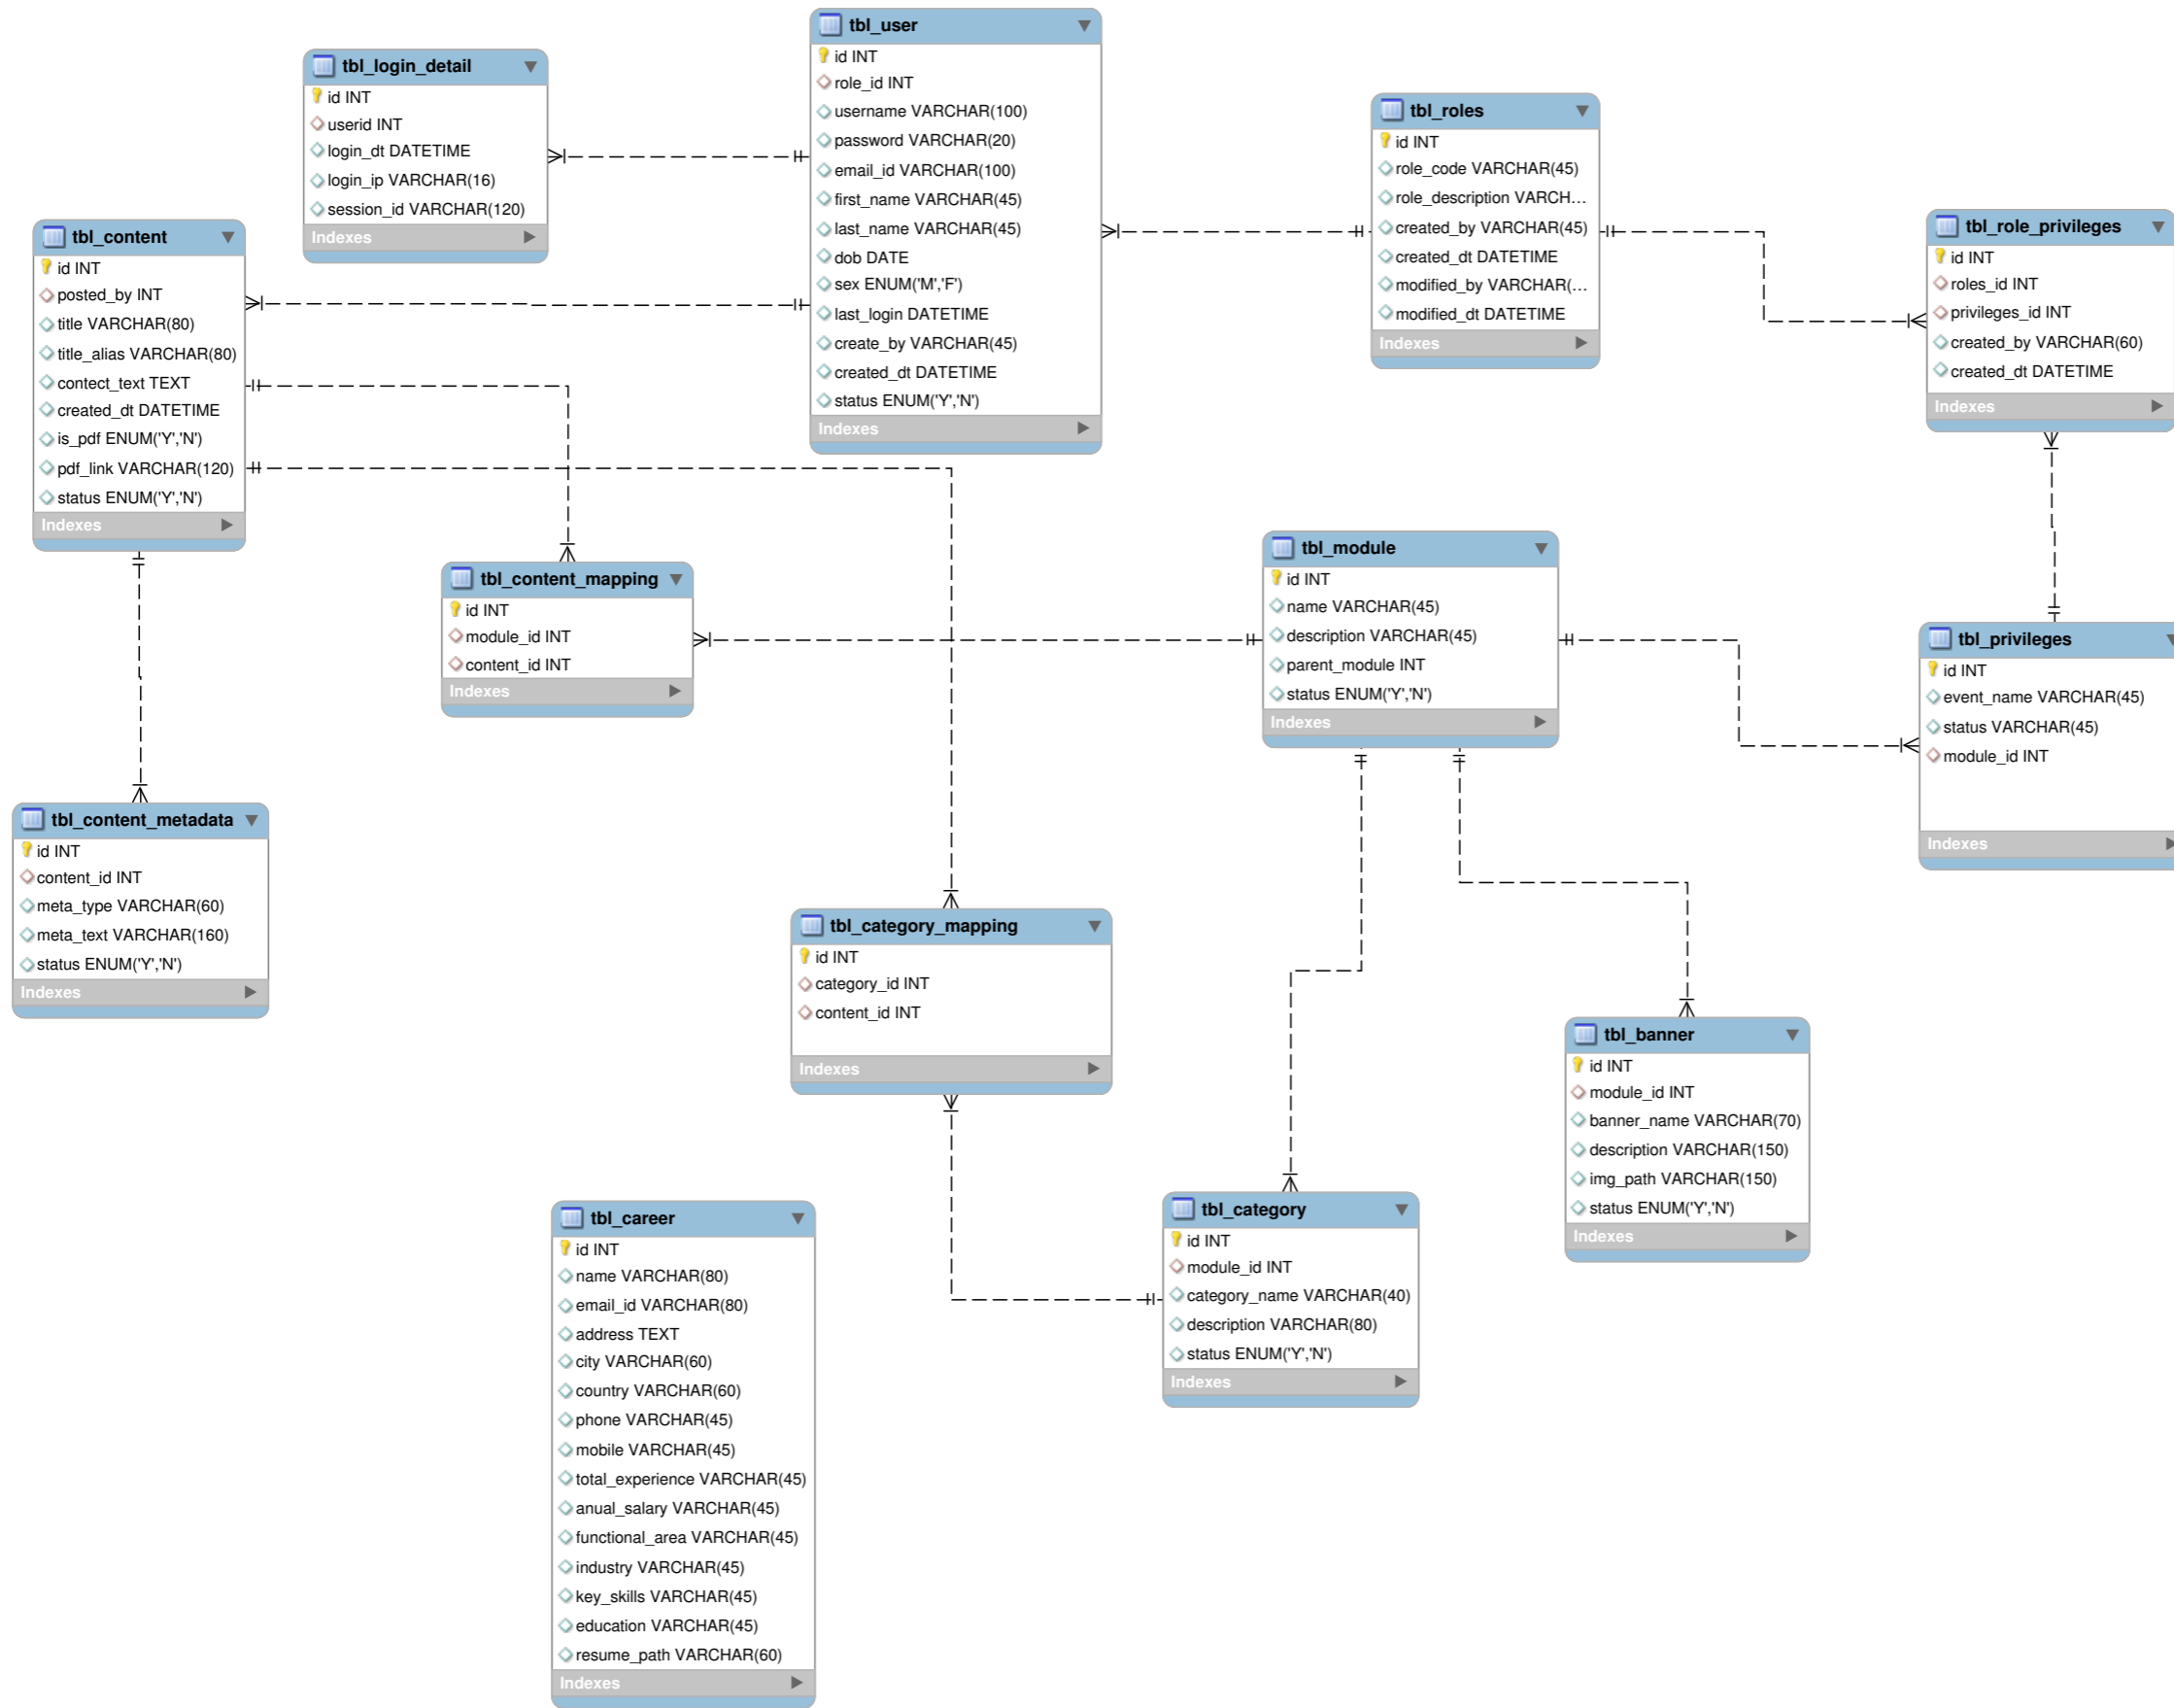 tbl_user
id INT
role_id INT
username VARCHAR(100)
password VARCHAR(20)
email_id VARCHAR(100)
first_name VARCHAR(45)
last_name VARCHAR(45)
dob DATE
sex ENUM('M','F')
last_login DATETIME
create_by VARCHAR(45)
created_dt DATETIME
status ENUM('Y','N')
Indexes
tbl_login_detail
id INT
userid INT
login_dt DATETIME
login_ip VARCHAR(16)
session_id VARCHAR(120)
Indexes
tbl_roles
id INT
role_code VARCHAR(45)
role_description VARCH...
created_by VARCHAR(45)
created_dt DATETIME
modified_by VARCHAR(...
modified_dt DATETIME
Indexes
tbl_role_privileges
id INT
roles_id INT
privileges_id INT
created_by VARCHAR(60)
created_dt DATETIME
Indexes
tbl_content
id INT
posted_by INT
title VARCHAR(80)
title_alias VARCHAR(80)
contect_text TEXT
created_dt DATETIME
is_pdf ENUM('Y','N')
pdf_link VARCHAR(120)
status ENUM('Y','N')
Indexes
tbl_content_mapping
id INT
module_id INT
content_id INT
Indexes
tbl_module
id INT
name VARCHAR(45)
description VARCHAR(45)
parent_module INT
status ENUM('Y','N')
Indexes
tbl_privileges
id INT
event_name VARCHAR(45)
status VARCHAR(45)
module_id INT
Indexes
tbl_content_metadata
id INT
content_id INT
meta_type VARCHAR(60)
meta_text VARCHAR(160)
status ENUM('Y','N')
Indexes
tbl_category_mapping
id INT
category_id INT
content_id INT
Indexes
tbl_banner
id INT
module_id INT
banner_name VARCHAR(70)
description VARCHAR(150)
img_path VARCHAR(150)
status ENUM('Y','N')
Indexes
tbl_career
id INT
name VARCHAR(80)
email_id VARCHAR(80)
address TEXT
city VARCHAR(60)
country VARCHAR(60)
phone VARCHAR(45)
mobile VARCHAR(45)
total_experience VARCHAR(45)
anual_salary VARCHAR(45)
functional_area VARCHAR(45)
industry VARCHAR(45)
key_skills VARCHAR(45)
education VARCHAR(45)
resume_path VARCHAR(60)
Indexes
tbl_category
id INT
module_id INT
category_name VARCHAR(40)
description VARCHAR(80)
status ENUM('Y','N')
Indexes